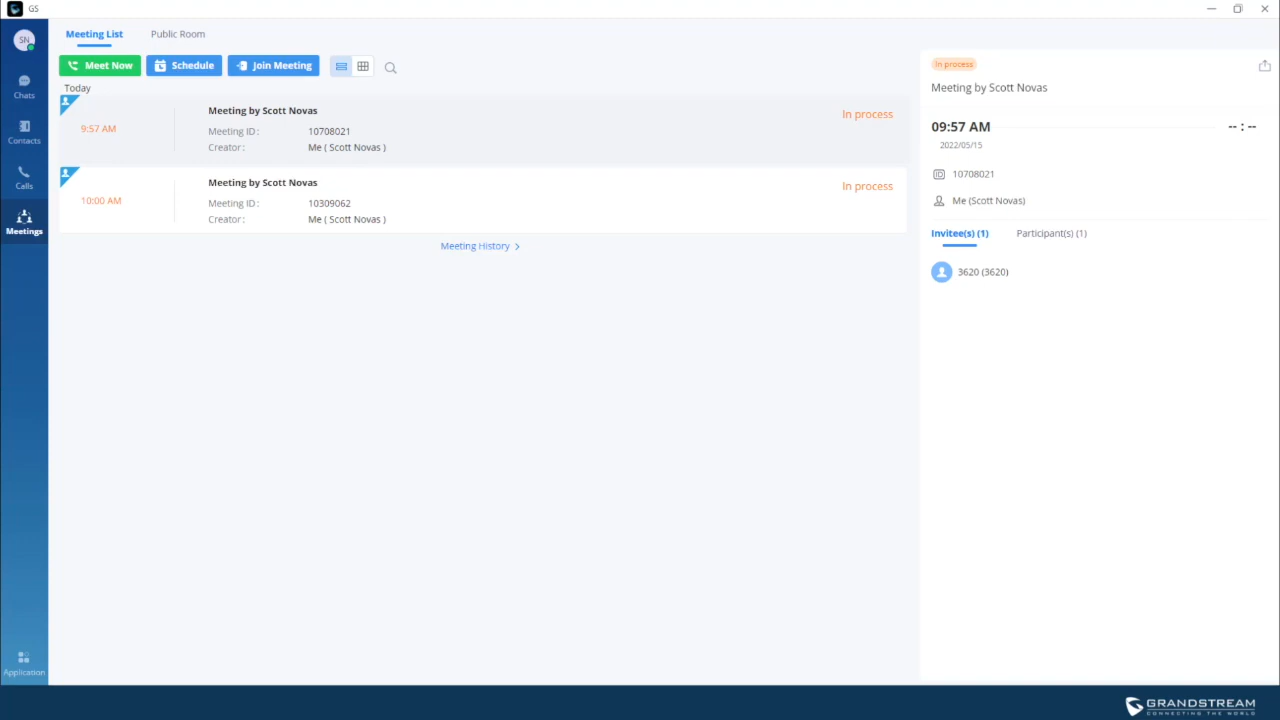 GS
SN
Chats
Contacts
Calls
Meetings
Application
Meeting List
Public Room
Meet Now
Schedule
Join Meeting
Today
9:57 AM
Meeting by Scott Novas
Meeting ID : 10708021
Creator : Me ( Scott Novas )
In process
10:00 AM
Meeting by Scott Novas
Meeting ID : 10309062
Creator : Me ( Scott Novas )
In process
Meeting History
In process
Meeting by Scott Novas
09:57 AM -- : --
2022/05/15
10708021
Me (Scott Novas)
Invitee(s) (1) Participant(s) (1)
3620 (3620)
GRANDSTREAM
CONNECTING THE WORLD